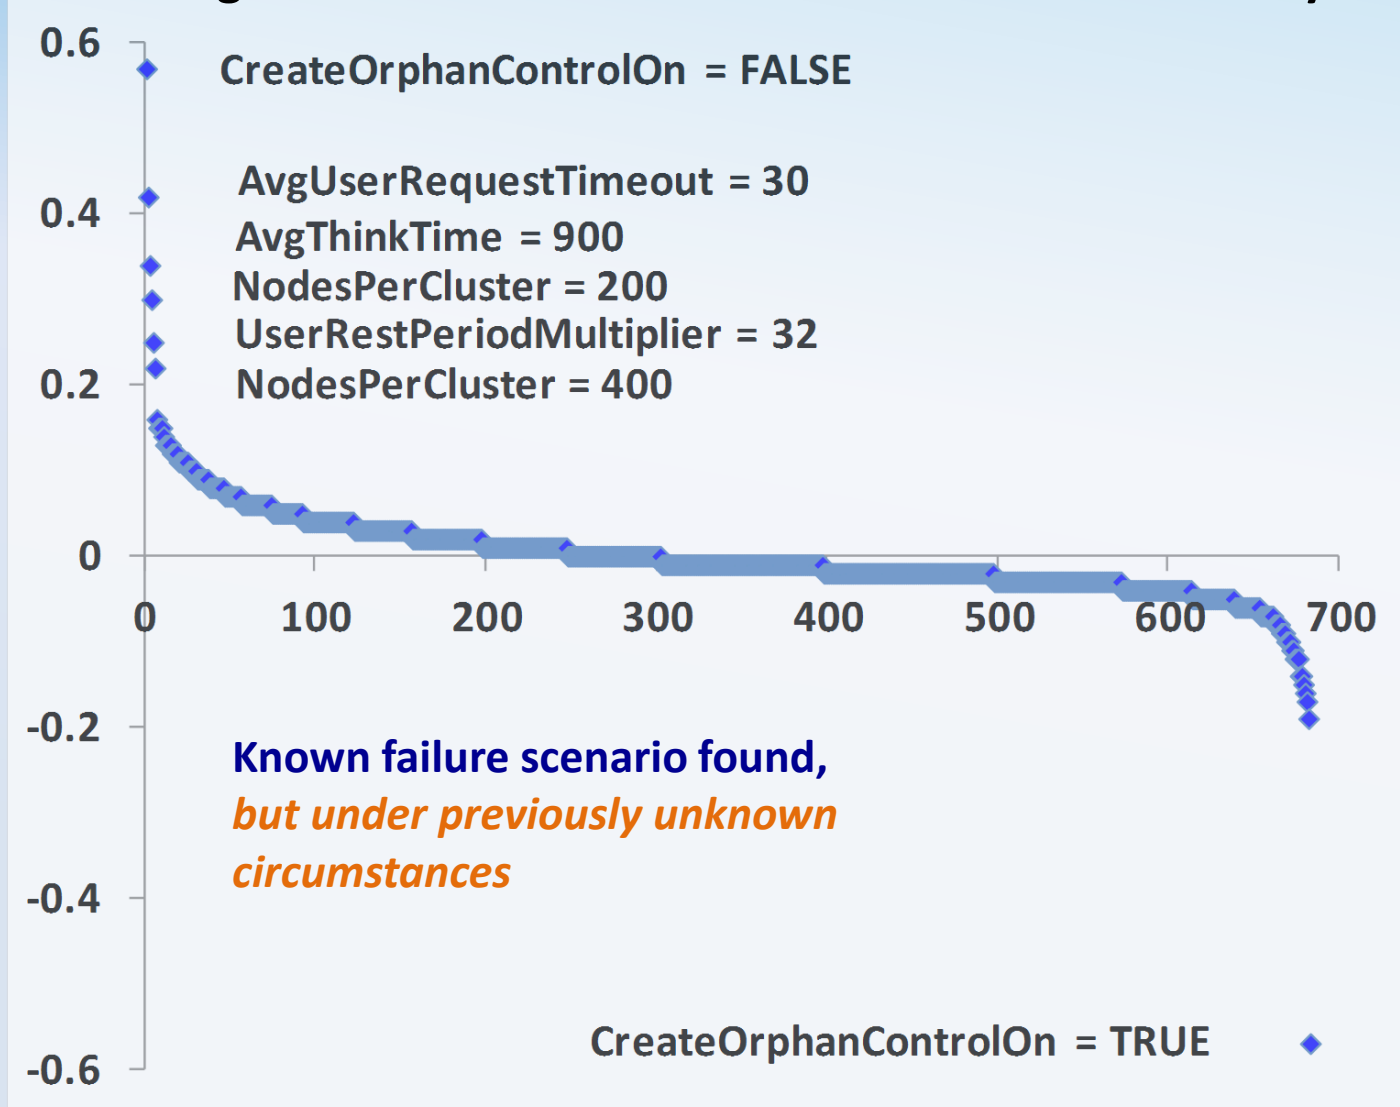 0.6
CreateOrphanControlOn = FALSE
AvgUserRequestTimeout = 30
0.4
AvgThinkTime = 900
NodesPerCluster = 200
UserRestPeriodMultiplier = 32
0.2
NodesPerCluster = 400
0
0 100 200 300 400 500 600 700
-0.2
Known failure scenario found,
but under previously unknown
circumstances
-0.4
CreateOrphanControlOn = TRUE
-0.6